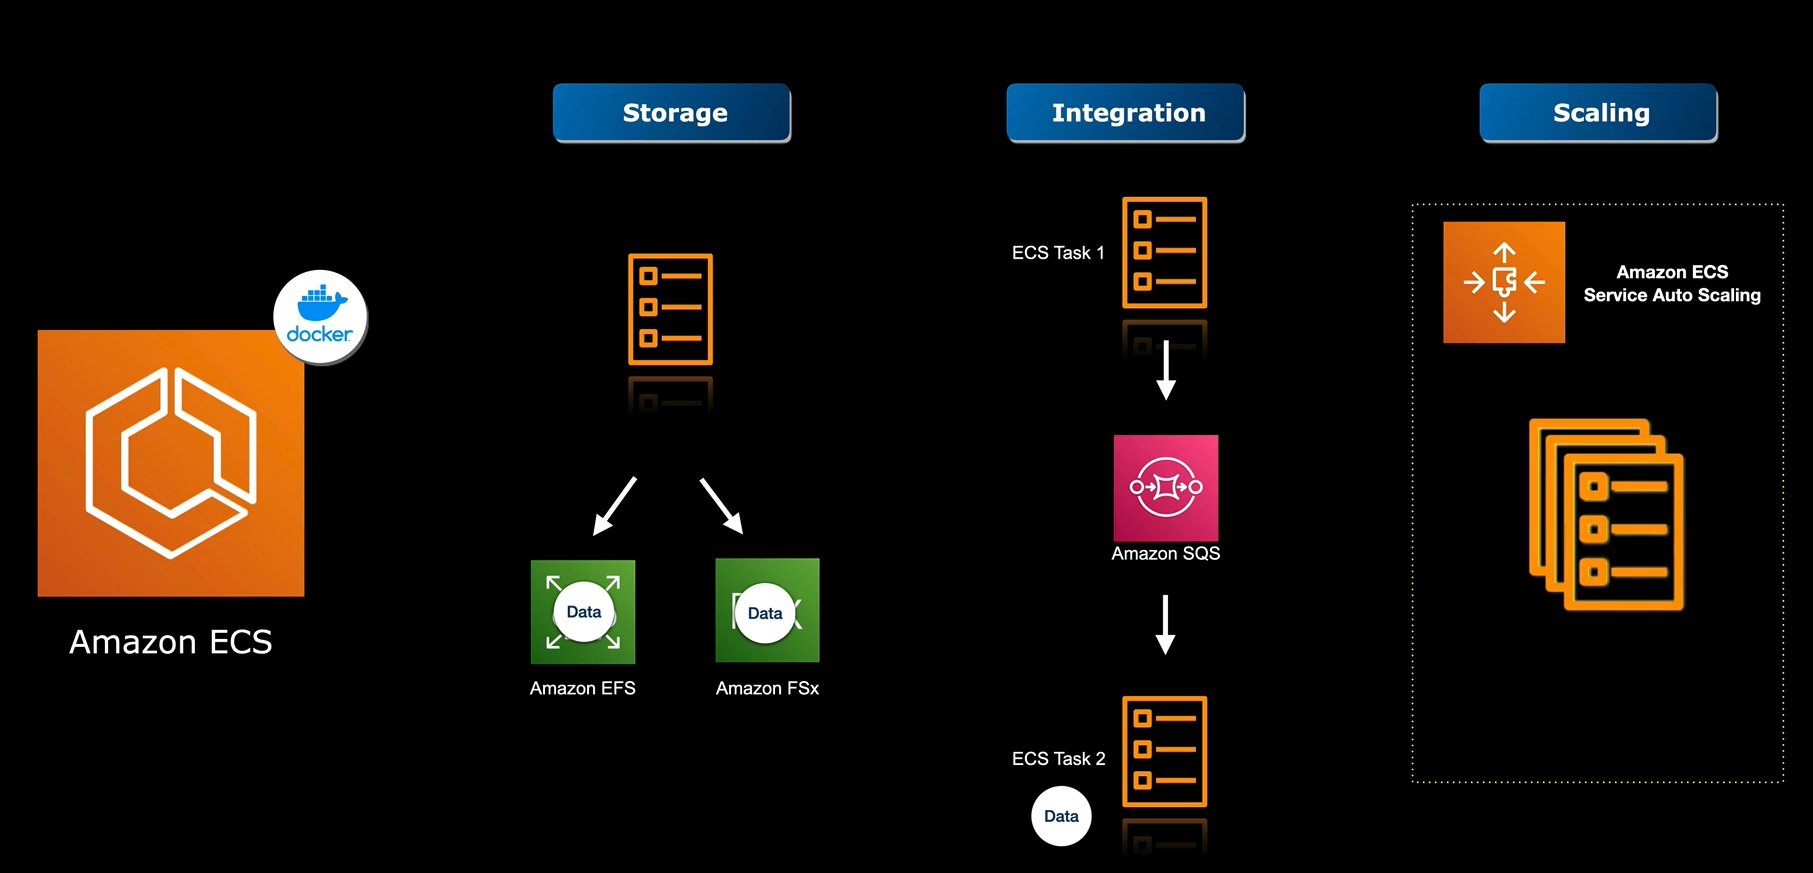 Storage
Integration
Scaling
docker
Amazon ECS
Data
Amazon EFS
Data
Amazon FSx
ECS Task 1
Amazon SQS
ECS Task 2
Data
Amazon ECS
Service Auto Scaling